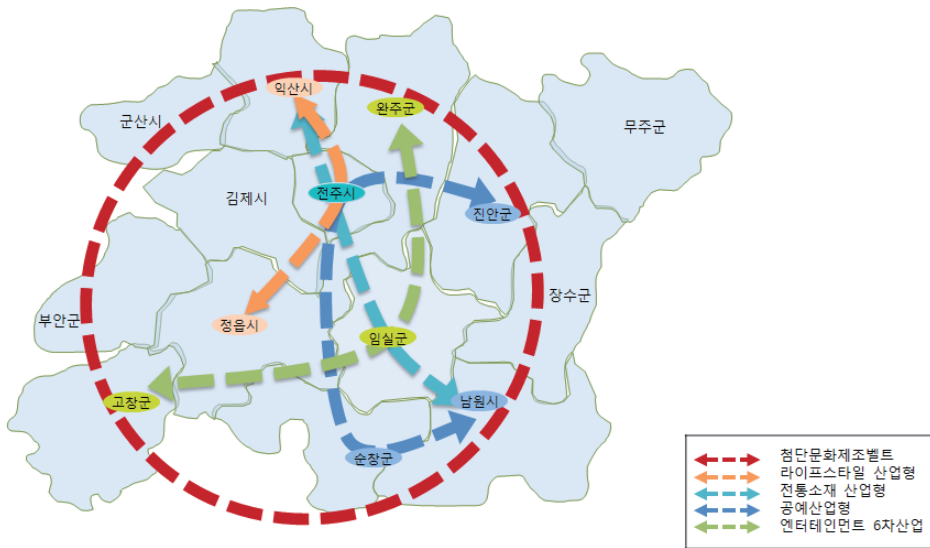 익산시
완주군
군산시
무주군
전주시
김제시
진안군
장수군
부안군
정읍시
임실군
고창군
남원시
순창군
첨단문화제조벨트
라이프스타일 산업형
전통소재 산업형
공예산업형
엔터테인먼트 6차산업